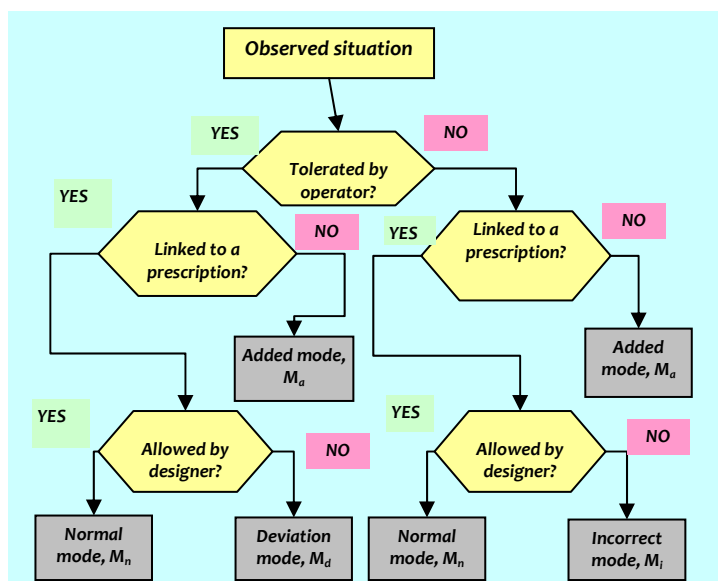 Observed situation
YES
NO
Tolerated by
operator?
YES
NO
Linked to a
prescription?
YES
NO
Linked to a
prescription?
Added mode,
Mₐ
Added
mode, Mₐ
YES
NO
Allowed by
designer?
YES
NO
Allowed by
designer?
Normal
mode, Mₙ
Deviation
mode, M_d
Normal
mode, Mₙ
Incorrect
mode, Mᵢ